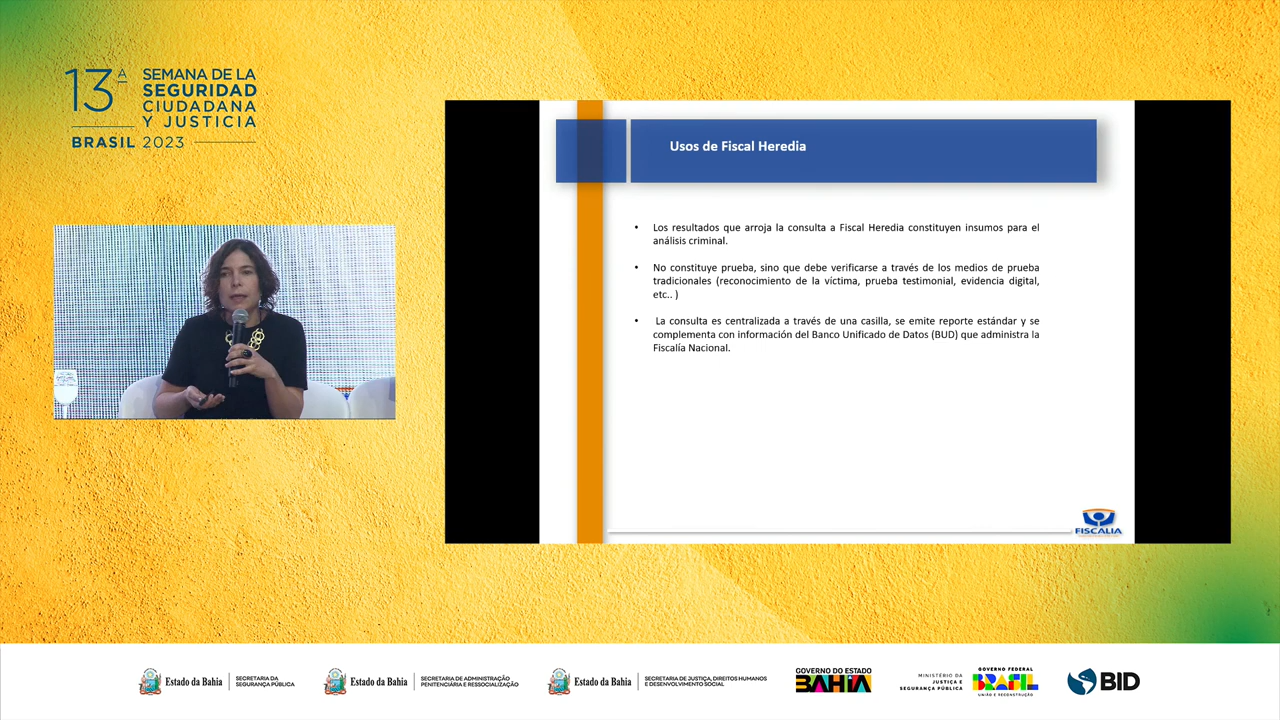 13ª
SEMANA DE LA
SEGURIDAD
CIUDADANA
Y JUSTICIA
BRASIL 2023
Usos de Fiscal Heredia
• Los resultados que arroja la consulta a Fiscal Heredia constituyen insumos para el
análisis criminal.
• No constituye prueba, sino que debe verificarse a través de los medios de prueba
tradicionales (reconocimiento de la víctima, prueba testimonial, evidencia digital,
etc.. )
• La consulta es centralizada a través de una casilla, se emite reporte estándar y se
complementa con información del Banco Unificado de Datos (BUD) que administra la
Fiscalía Nacional.
FISCALIA
Estado da Bahia
SECRETARIA DA
SEGURANÇA PÚBLICA
Estado da Bahia
SECRETARIA DE ADMINISTRAÇÃO
PENITENCIÁRIA E RESSOCIALIZAÇÃO
Estado da Bahia
SECRETARIA DE JUSTIÇA, DIREITOS HUMANOS
E DESENVOLVIMENTO SOCIAL
GOVERNO DO ESTADO
BAHIA
MINISTÉRIO DA
JUSTIÇA E
SEGURANÇA PÚBLICA
GOVERNO FEDERAL
BRASIL
UNIÃO E RECONSTRUÇÃO
BID